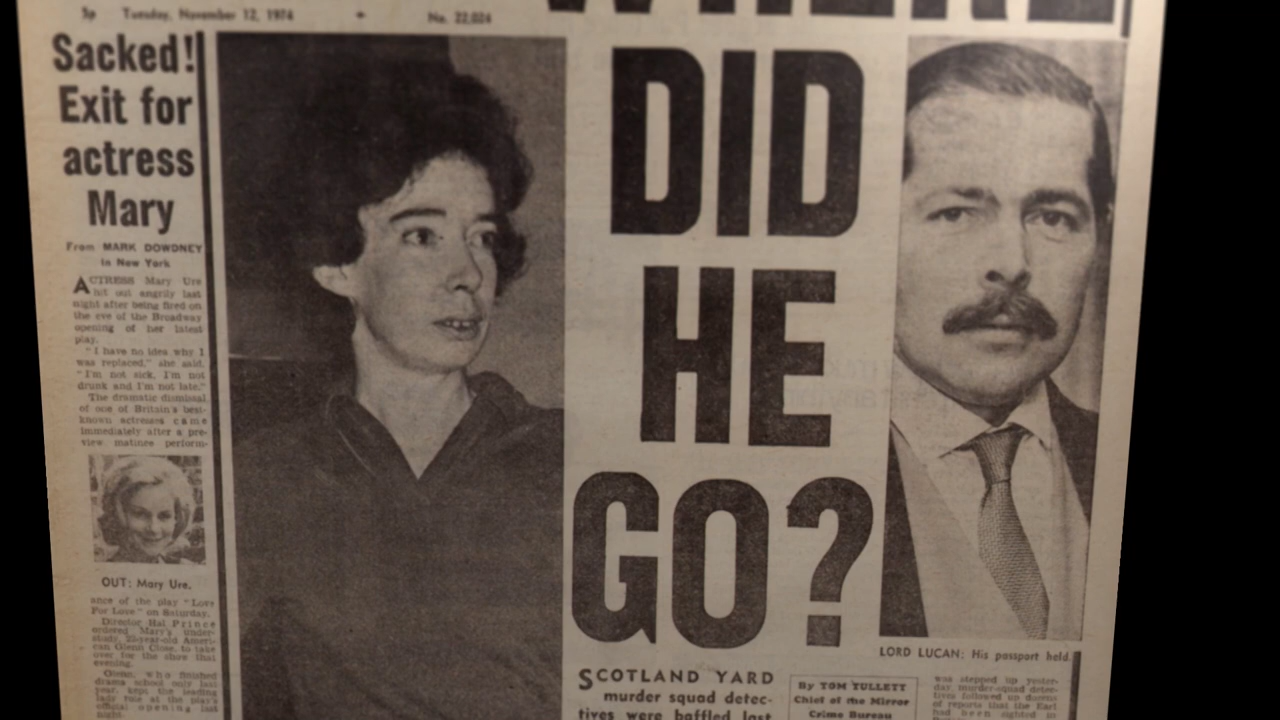 5p Tuesday, November 12, 1974 No. 22,024
WHERE
DID
HE
GO?
Sacked!
Exit for
actress
Mary
From MARK DOWDNEY
in New York
ACTRESS Mary Ure
hit out angrily last
night after being fired on
the eve of the Broadway
opening of her latest
play.
"I have no idea why I
was replaced," she said.
"I'm not sick, I'm not
drunk and I'm not late."
The dramatic dismissal
of one of Britain's best-
known actresses came
immediately after a pre-
view matinee perform-
OUT: Mary Ure.
ance of the play "Love
For Love" on Saturday.
Director Hal Prince
ordered Mary's under-
study, 22-year-old Ameri-
can Glenn Close, to take
over for the show that
evening.
Glenn, who finished
drama school only last
year, kept the leading
lady role at the play's
official opening last
night.
LORD LUCAN: His passport held.
SCOTLAND YARD
murder squad detec-
tives were baffled last
By TOM TULLETT
Chief of the Mirror
Crime Bureau
was stepped up yester-
day, murder-squad detec-
tives followed up dozens
of reports that the Earl
had been sighted in